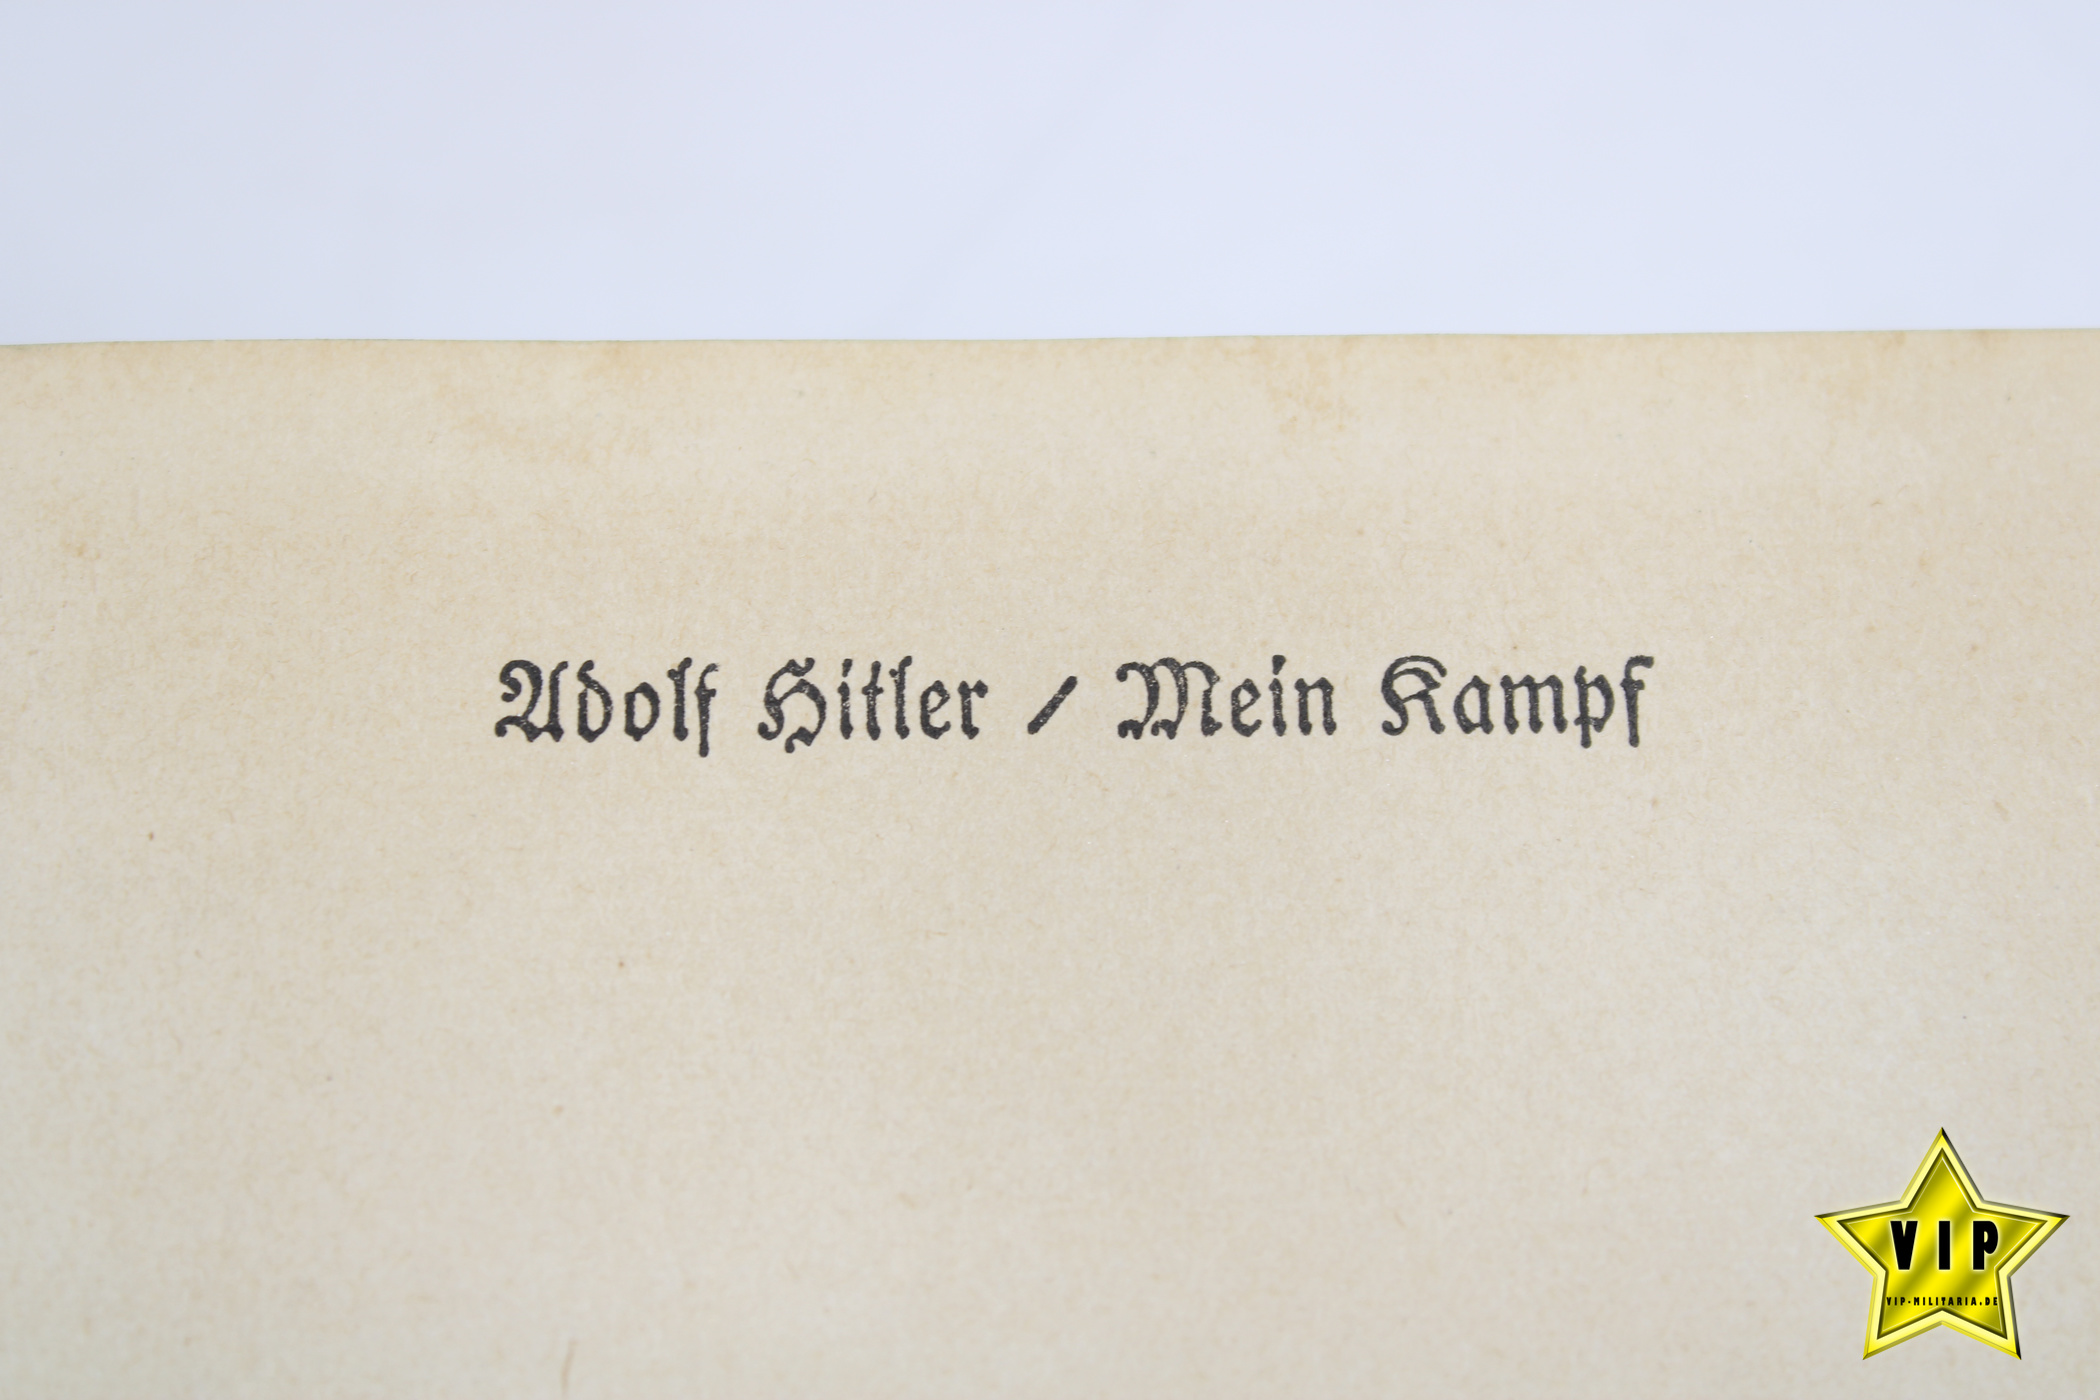 Adolf Hitler / Mein Kampf
VIP
VIP-MILITARIA.DE